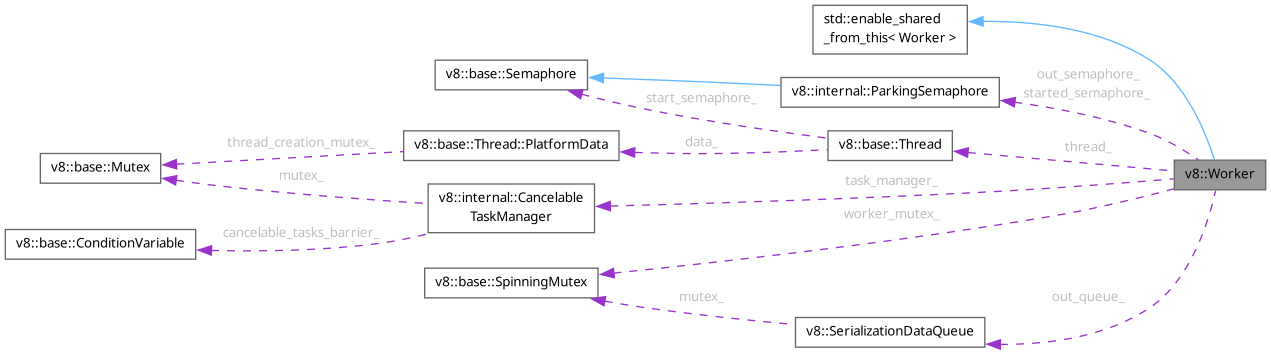 std::enable_shared
_from_this< Worker >
v8::base::Semaphore
out_semaphore_
started_semaphore_
v8::internal::ParkingSemaphore
start_semaphore_
thread_creation_mutex_
v8::base::Thread::PlatformData
data_
v8::base::Thread
thread_
v8::base::Mutex
mutex_
v8::Worker
task_manager_
v8::internal::Cancelable
TaskManager
worker_mutex_
cancelable_tasks_barrier_
v8::base::ConditionVariable
v8::base::SpinningMutex
mutex_
out_queue_
v8::SerializationDataQueue